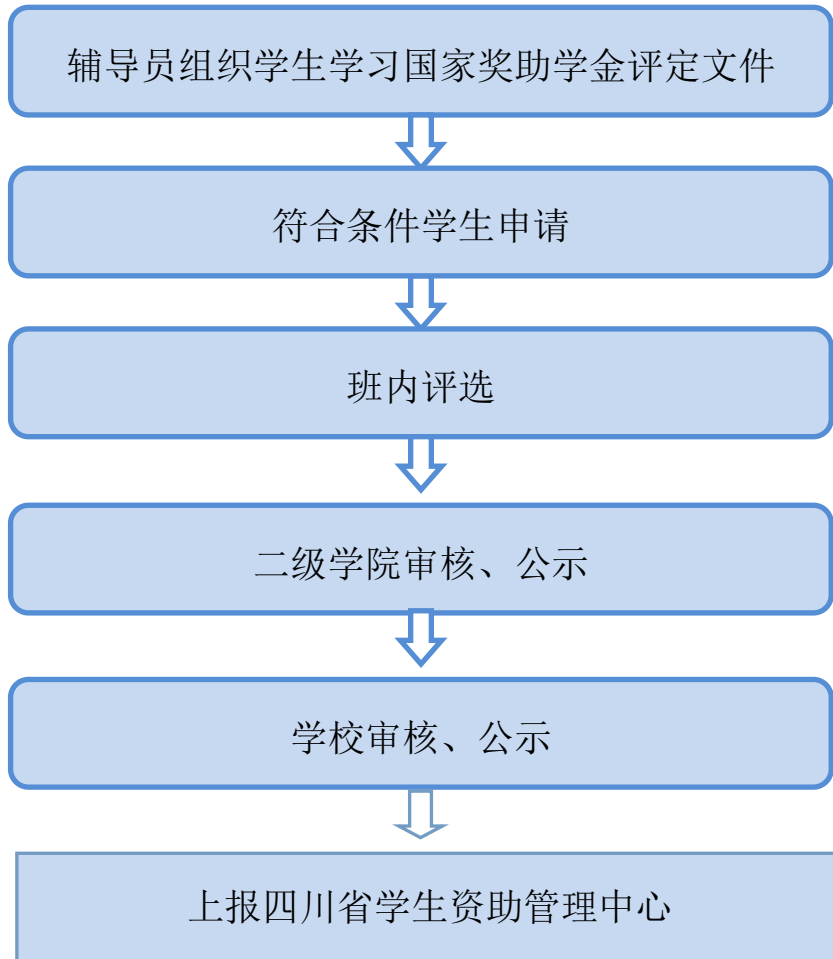 辅导员组织学生学习国家奖助学金评定文件
符合条件学生申请
班内评选
二级学院审核、公示
学校审核、公示
上报四川省学生资助管理中心